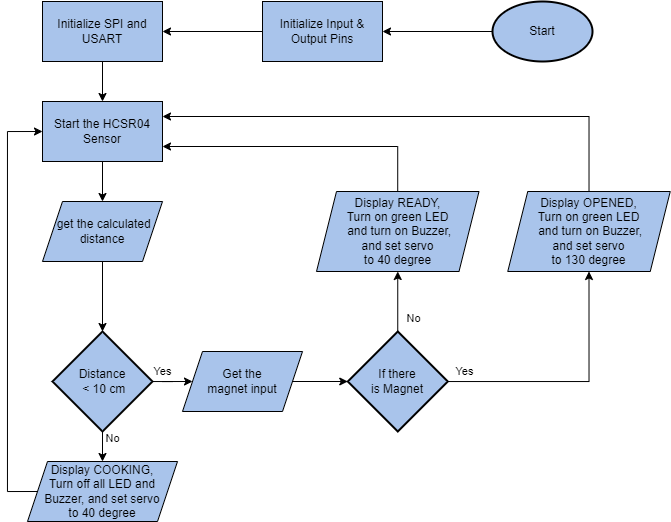 Start
Initialize Input &
Output Pins
Initialize SPI and
USART
Start the HCSR04
Sensor
get the calculated
distance
Distance
< 10 cm
Yes
No
Display COOKING,
Turn off all LED and
Buzzer, and set servo
to 40 degree
Get the
magnet input
If there
is Magnet
No
Yes
Display READY,
Turn on green LED
and turn on Buzzer,
and set servo
to 40 degree
Display OPENED,
Turn on green LED
and turn on Buzzer,
and set servo
to 130 degree